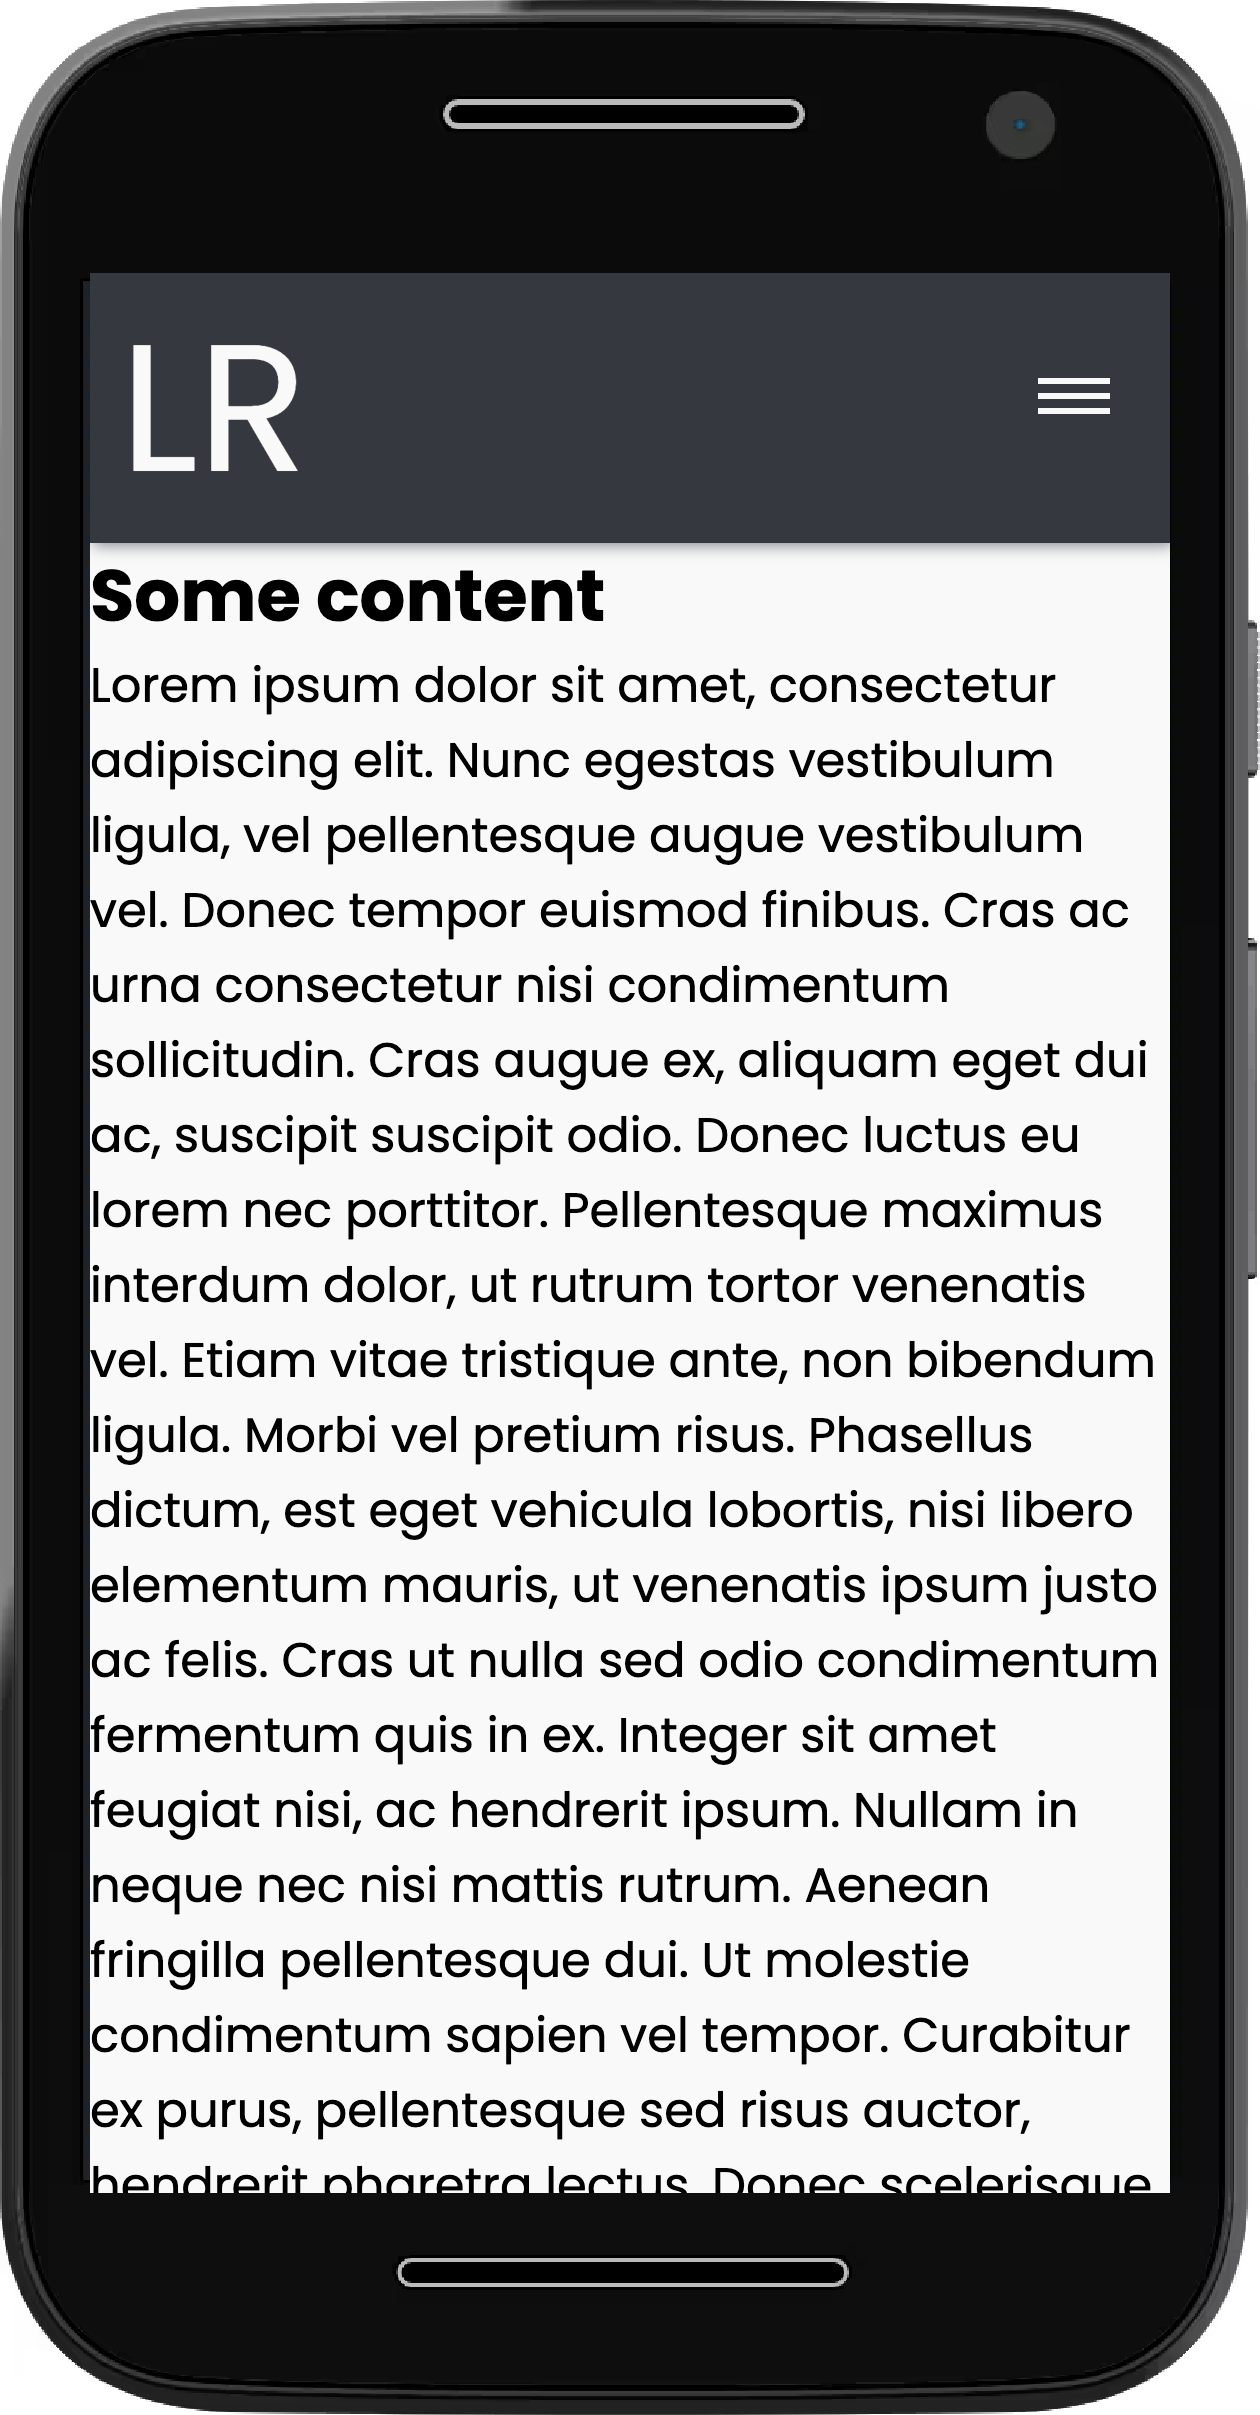 LR
Some content
Lorem ipsum dolor sit amet, consectetur
adipiscing elit. Nunc egestas vestibulum
ligula, vel pellentesque augue vestibulum
vel. Donec tempor euismod finibus. Cras ac
urna consectetur nisi condimentum
sollicitudin. Cras augue ex, aliquam eget dui
ac, suscipit suscipit odio. Donec luctus eu
lorem nec porttitor. Pellentesque maximus
interdum dolor, ut rutrum tortor venenatis
vel. Etiam vitae tristique ante, non bibendum
ligula. Morbi vel pretium risus. Phasellus
dictum, est eget vehicula lobortis, nisi libero
elementum mauris, ut venenatis ipsum justo
ac felis. Cras ut nulla sed odio condimentum
fermentum quis in ex. Integer sit amet
feugiat nisi, ac hendrerit ipsum. Nullam in
neque nec nisi mattis rutrum. Aenean
fringilla pellentesque dui. Ut molestie
condimentum sapien vel tempor. Curabitur
ex purus, pellentesque sed risus auctor,
hendrerit pharetra lectus. Donec scelerisque